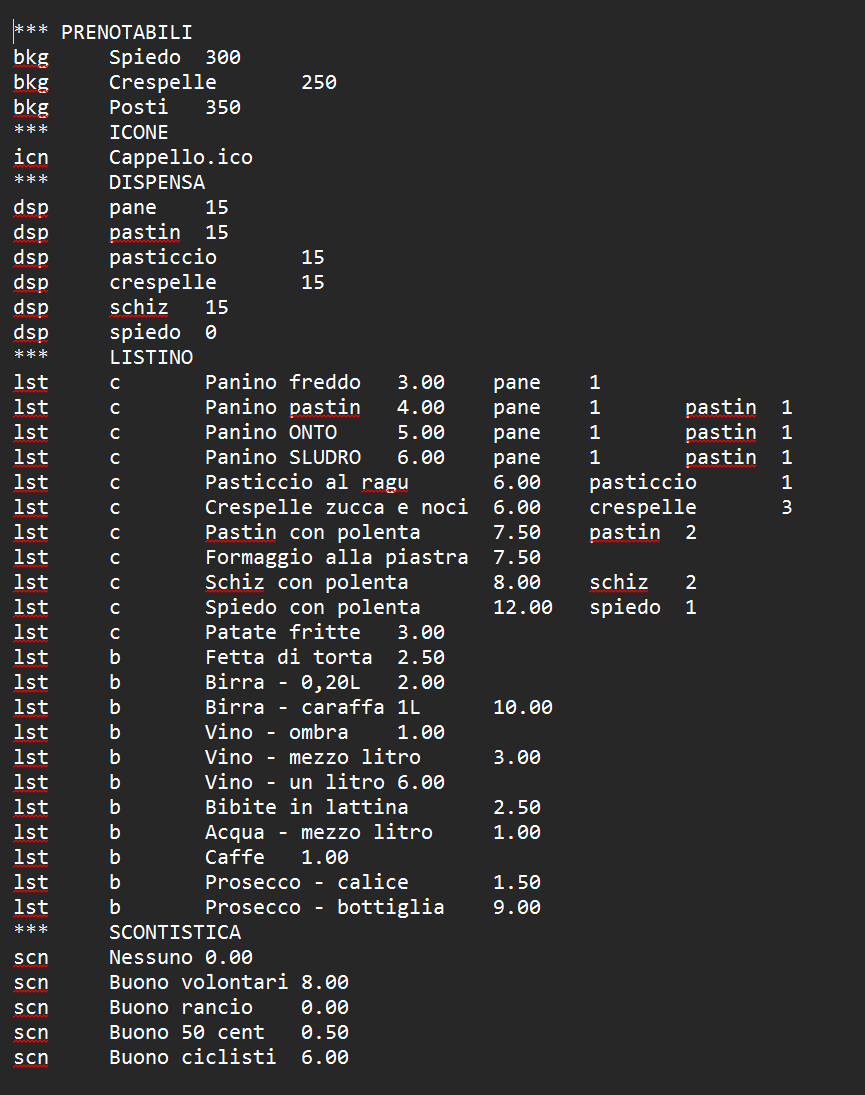 *** PRENOTABILI
bkg	Spiedo	300
bkg	Crespelle	250
bkg	Posti	350
***	ICONE
icn	Cappello.ico
***	DISPENSA
dsp	pane	15
dsp	pastin	15
dsp	pasticcio	15
dsp	crespelle	15
dsp	schiz	15
dsp	spiedo	0
***	LISTINO
lst	c	Panino freddo	3.00	pane	1
lst	c	Panino pastin	4.00	pane	1	pastin	1
lst	c	Panino ONTO	5.00	pane	1	pastin	1
lst	c	Panino SLUDRO	6.00	pane	1	pastin	1
lst	c	Pasticcio al ragu	6.00	pasticcio	1
lst	c	Crespelle zucca e noci	6.00	crespelle	3
lst	c	Pastin con polenta	7.50	pastin	2
lst	c	Formaggio alla piastra	7.50
lst	c	Schiz con polenta	8.00	schiz	2
lst	c	Spiedo con polenta	12.00	spiedo	1
lst	c	Patate fritte	3.00
lst	b	Fetta di torta	2.50
lst	b	Birra - 0,20L	2.00
lst	b	Birra - caraffa 1L	10.00
lst	b	Vino - ombra	1.00
lst	b	Vino - mezzo litro	3.00
lst	b	Vino - un litro	6.00
lst	b	Bibite in lattina	2.50
lst	b	Acqua - mezzo litro	1.00
lst	b	Caffe	1.00
lst	b	Prosecco - calice	1.50
lst	b	Prosecco - bottiglia	9.00
***	SCONTISTICA
scn	Nessuno	0.00
scn	Buono volontari	8.00
scn	Buono rancio	0.00
scn	Buono 50 cent	0.50
scn	Buono ciclisti	6.00